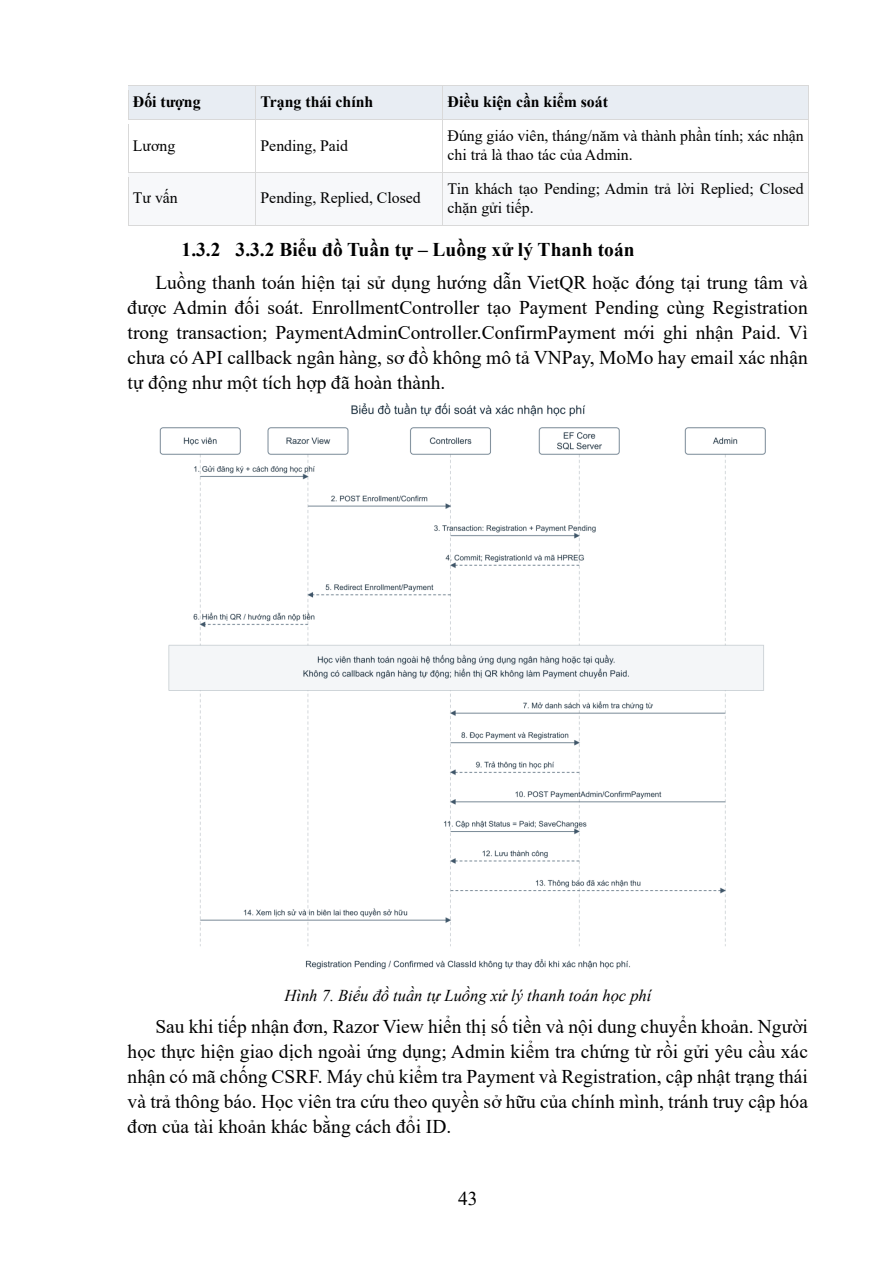 Đối tượng Trạng thái chính Điều kiện cần kiểm soát
Lương Pending, Paid Đúng giáo viên, tháng/năm và thành phần tính; xác nhận
chi trả là thao tác của Admin.
Tư vấn Pending, Replied, Closed Tin khách tạo Pending; Admin trả lời Replied; Closed
chặn gửi tiếp.
1.3.2 3.3.2 Biểu đồ Tuần tự – Luồng xử lý Thanh toán
Luồng thanh toán hiện tại sử dụng hướng dẫn VietQR hoặc đóng tại trung tâm và
được Admin đối soát. EnrollmentController tạo Payment Pending cùng Registration
trong transaction; PaymentAdminController.ConfirmPayment mới ghi nhận Paid. Vì
chưa có API callback ngân hàng, sơ đồ không mô tả VNPay, MoMo hay email xác nhận
tự động như một tích hợp đã hoàn thành.
Biểu đồ tuần tự đối soát và xác nhận học phí
Học viên Razor View Controllers EF Core
SQL Server Admin
1. Gửi đăng ký + cách đóng học phí
2. POST Enrollment/Confirm
3. Transaction: Registration + Payment Pending
4. Commit; RegistrationId và mã HPREG
5. Redirect Enrollment/Payment
6. Hiển thị QR / hướng dẫn nộp tiền
Học viên thanh toán ngoài hệ thống bằng ứng dụng ngân hàng hoặc tại quầy.
Không có callback ngân hàng tự động; hiển thị QR không làm Payment chuyển Paid.
7. Mở danh sách và kiểm tra chứng từ
8. Đọc Payment và Registration
9. Trả thông tin học phí
10. POST PaymentAdmin/ConfirmPayment
11. Cập nhật Status = Paid; SaveChanges
12. Lưu thành công
13. Thông báo đã xác nhận thu
14. Xem lịch sử và in biên lai theo quyền sở hữu
Registration Pending / Confirmed và ClassId không tự thay đổi khi xác nhận học phí.
Hình 7. Biểu đồ tuần tự Luồng xử lý thanh toán học phí
Sau khi tiếp nhận đơn, Razor View hiển thị số tiền và nội dung chuyển khoản. Người
học thực hiện giao dịch ngoài ứng dụng; Admin kiểm tra chứng từ rồi gửi yêu cầu xác
nhận có mã chống CSRF. Máy chủ kiểm tra Payment và Registration, cập nhật trạng thái
và trả thông báo. Học viên tra cứu theo quyền sở hữu của chính mình, tránh truy cập hóa
đơn của tài khoản khác bằng cách đổi ID.
43